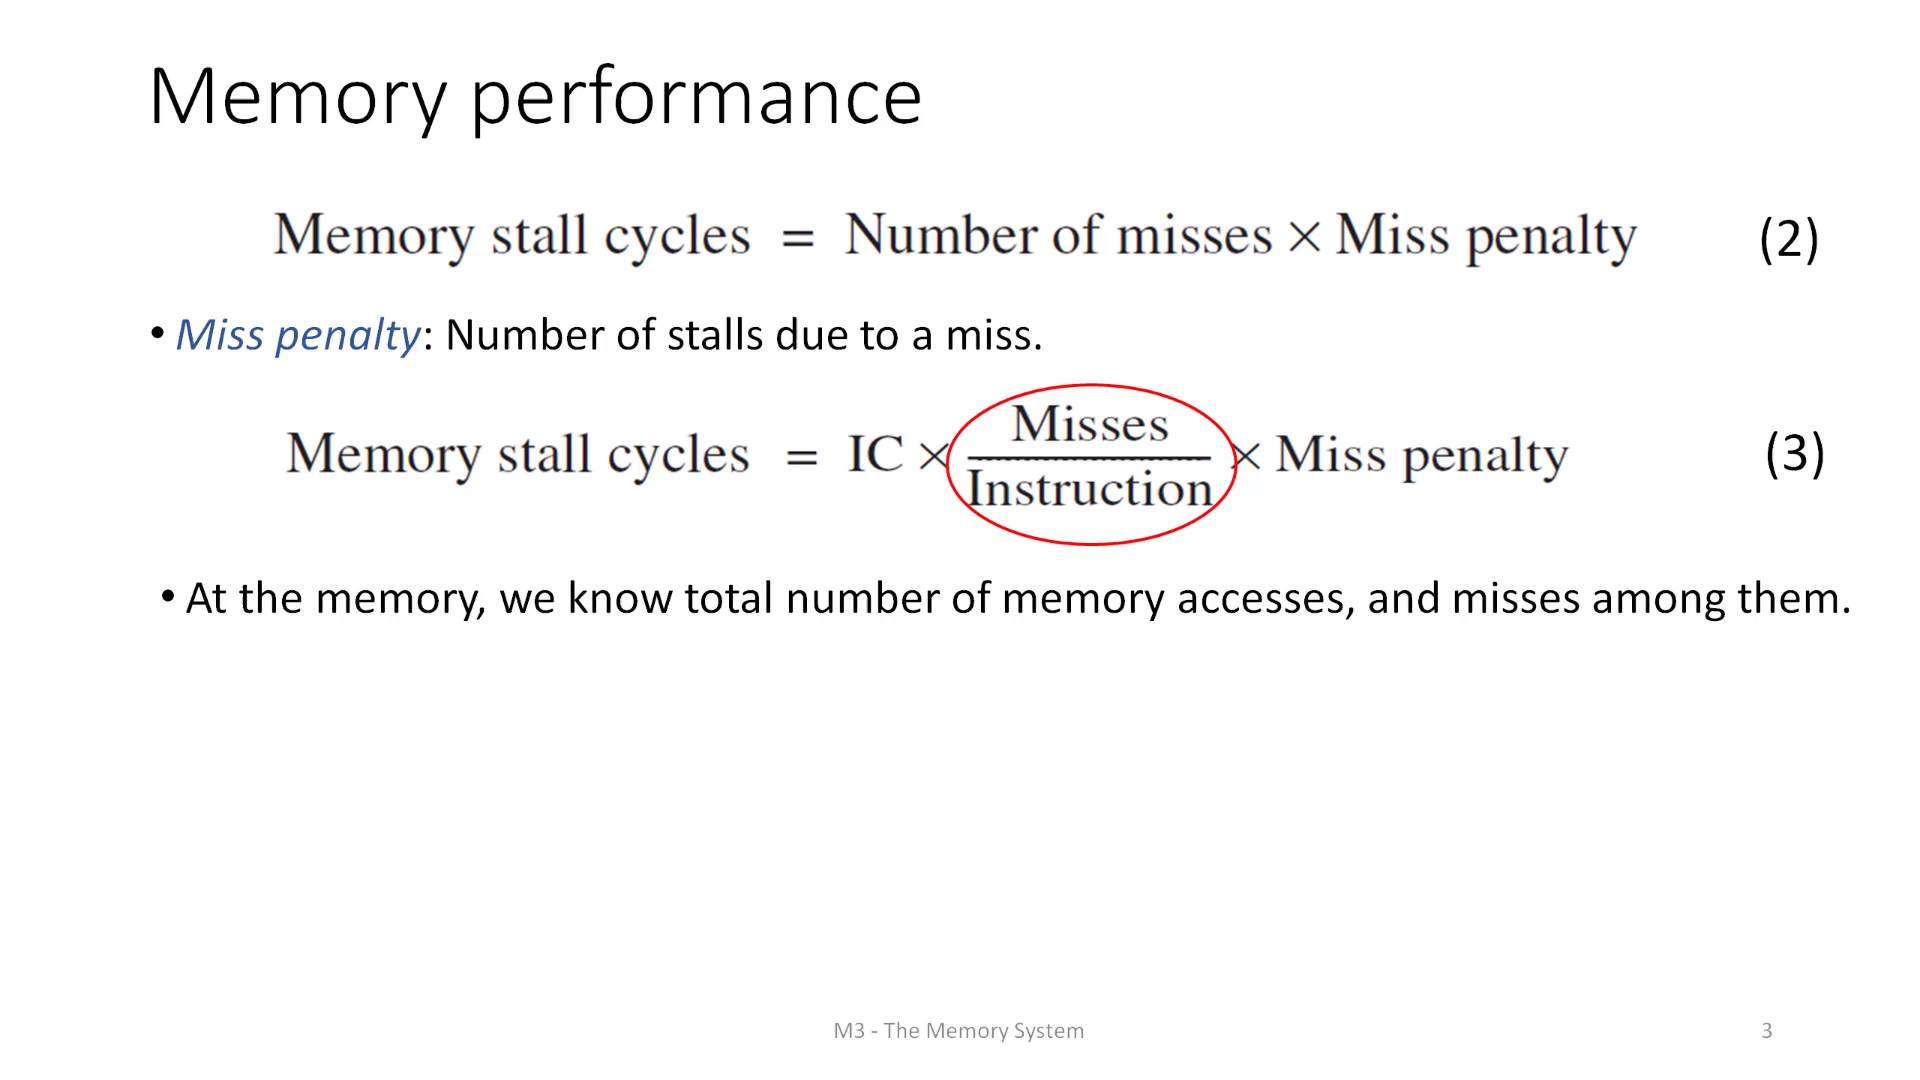 Memory performance
Memory stall cycles = Number of misses × Miss penalty (2)
• Miss penalty: Number of stalls due to a miss.
Memory stall cycles = IC × Misses / Instruction × Miss penalty (3)
• At the memory, we know total number of memory accesses, and misses among them.
M3 - The Memory System 3